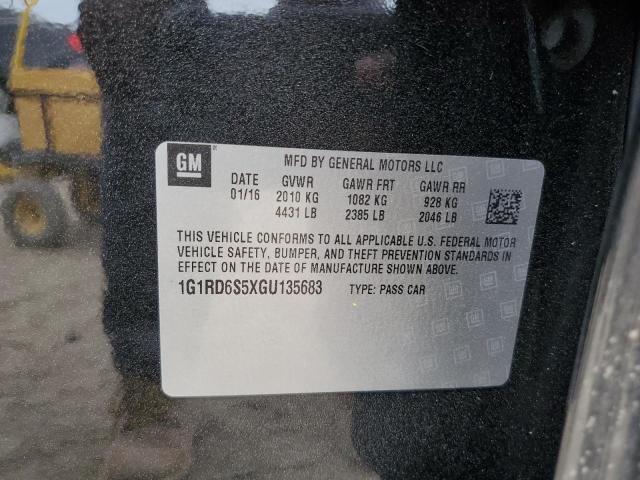 GM
MFD BY GENERAL MOTORS LLC
DATE GVWR GAWR FRT GAWR RR
01/16 2010 KG 1082 KG 928 KG
4431 LB 2385 LB 2046 LB
THIS VEHICLE CONFORMS TO ALL APPLICABLE U.S. FEDERAL MOTOR
VEHICLE SAFETY, BUMPER, AND THEFT PREVENTION STANDARDS IN
EFFECT ON THE DATE OF MANUFACTURE SHOWN ABOVE.
1G1RD6S5XGU135683 TYPE: PASS CAR